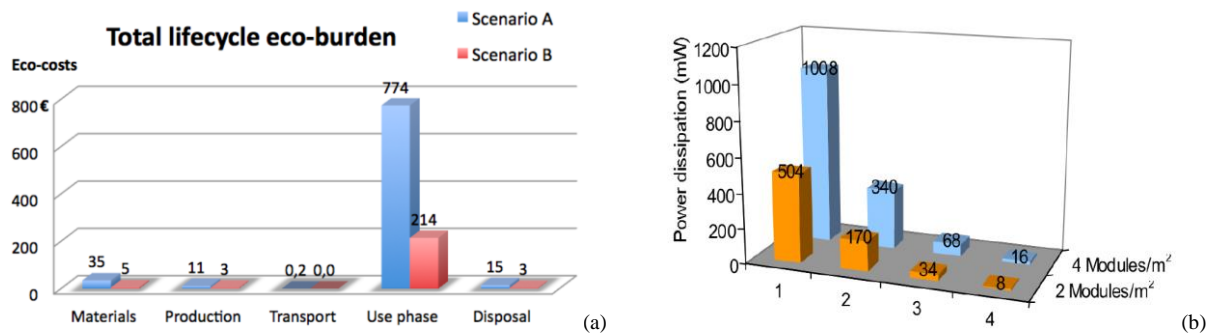 Total lifecycle eco-burden
Scenario A
Scenario B
Eco-costs
800 €
600
400
200
0
35
5
11
3
0,2
0,0
774
214
15
3
Materials
Production
Transport
Use phase
Disposal
(a)
Power dissipation (mW)
1200
1000
800
600
400
200
0
1008
504
340
170
68
34
16
8
1
2
3
4
4 Modules/m²
2 Modules/m²
(b)